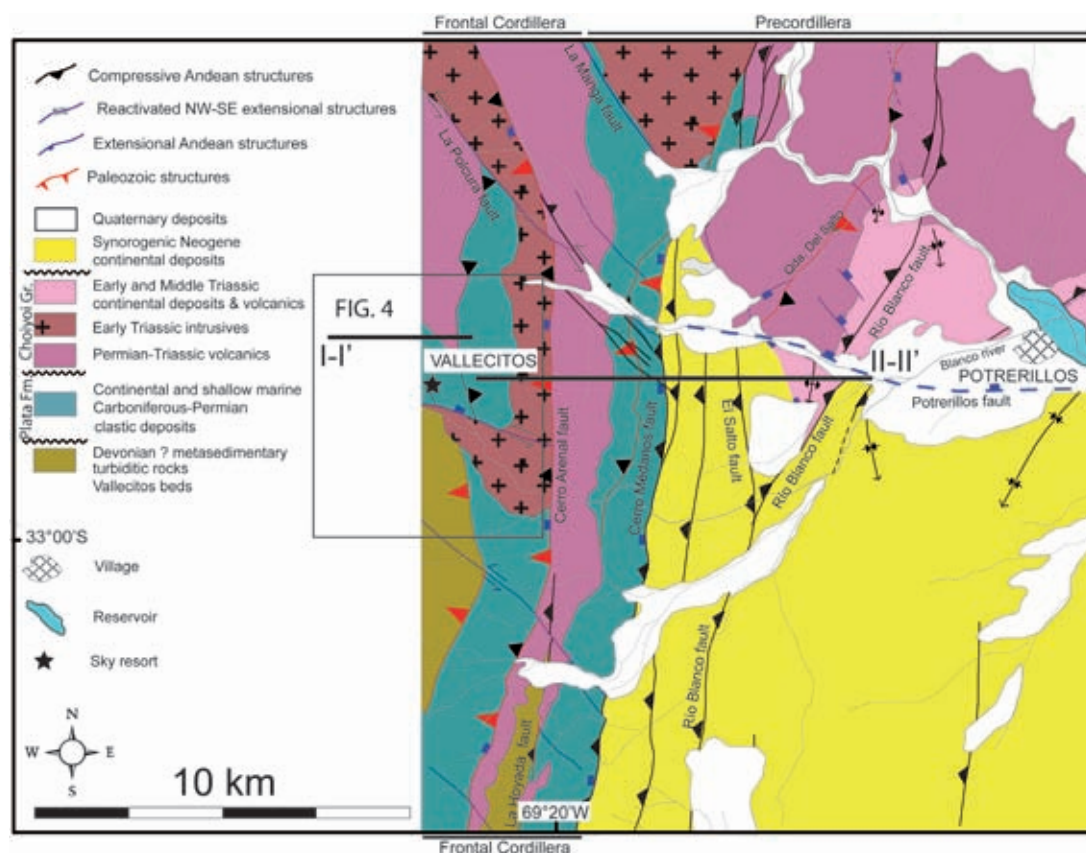 Frontal Cordillera
Precordillera
Compressive Andean structures
Reactivated NW-SE extensional structures
Extensional Andean structures
Paleozoic structures
Quaternary deposits
Synorogenic Neogene
continental deposits
Choiyoi Gr.
Early and Middle Triassic
continental deposits & volcanics
Early Triassic intrusives
Permian-Triassic volcanics
Plata Fm.
Continental and shallow marine
Carboniferous-Permian
clastic deposits
Devonian ? metasedimentary
turbiditic rocks
Vallecitos beds
33°00'S
Village
Reservoir
Sky resort
N
W
E
S
10 km
La Manga fault
La Polcura fault
Qda. Del Salto
Río Blanco fault
FIG. 4
I-I'
VALLECITOS
II-II'
Blanco river
POTRERILLOS
Potrerillos fault
Cerro Arenal fault
Cerro Medanos fault
El Salto fault
Río Blanco fault
Río Blanco fault
La Hoyada fault
69°20'W
Frontal Cordillera